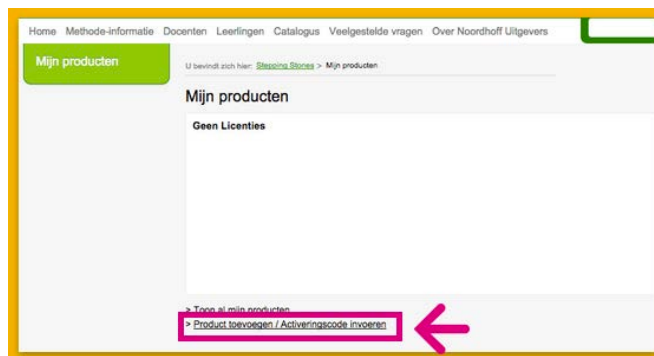 Home Methode-informatie Docenten Leerlingen Catalogus Veelgestelde vragen Over Noordhoff Uitgevers
Mijn producten
U bevindt zich hier: Stepping Stones > Mijn producten
Mijn producten
Geen Licenties
> Toon al mijn producten
> Product toevoegen / Activeringscode invoeren